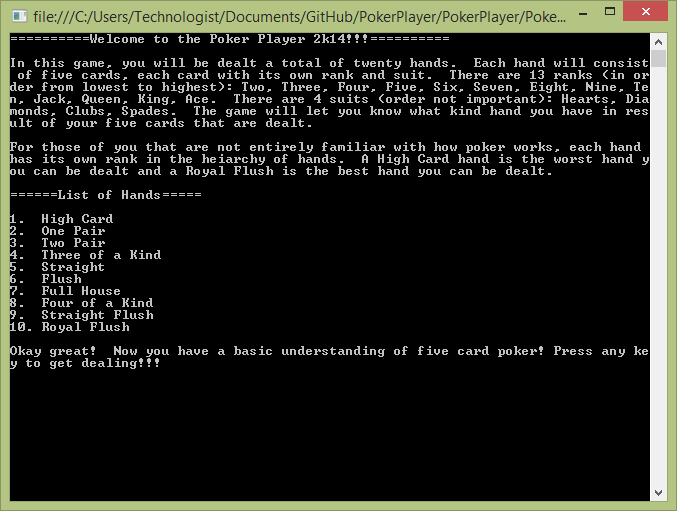 file:///C:/Users/Technologist/Documents/GitHub/PokerPlayer/PokerPlayer/Poke...
==========Welcome to the Poker Player 2k14!!!==========
In this game, you will be dealt a total of twenty hands.  Each hand will consist
 of five cards, each card with its own rank and suit.  There are 13 ranks (in or
der from lowest to highest): Two, Three, Four, Five, Six, Seven, Eight, Nine, Te
n, Jack, Queen, King, Ace.  There are 4 suits (order not important): Hearts, Dia
monds, Clubs, Spades.  The game will let you know what kind hand you have in res
ult of your five cards that are dealt.
For those of you that are not entirely familiar with how poker works, each hand
has its own rank in the heiarchy of hands.  A High Card hand is the worst hand y
ou can be dealt and a Royal Flush is the best hand you can be dealt.
======List of Hands=====
1.  High Card
2.  One Pair
3.  Two Pair
4.  Three of a Kind
5.  Straight
6.  Flush
7.  Full House
8.  Four of a Kind
9.  Straight Flush
10. Royal Flush
Okay great!  Now you have a basic understanding of five card poker! Press any ke
y to get dealing!!!